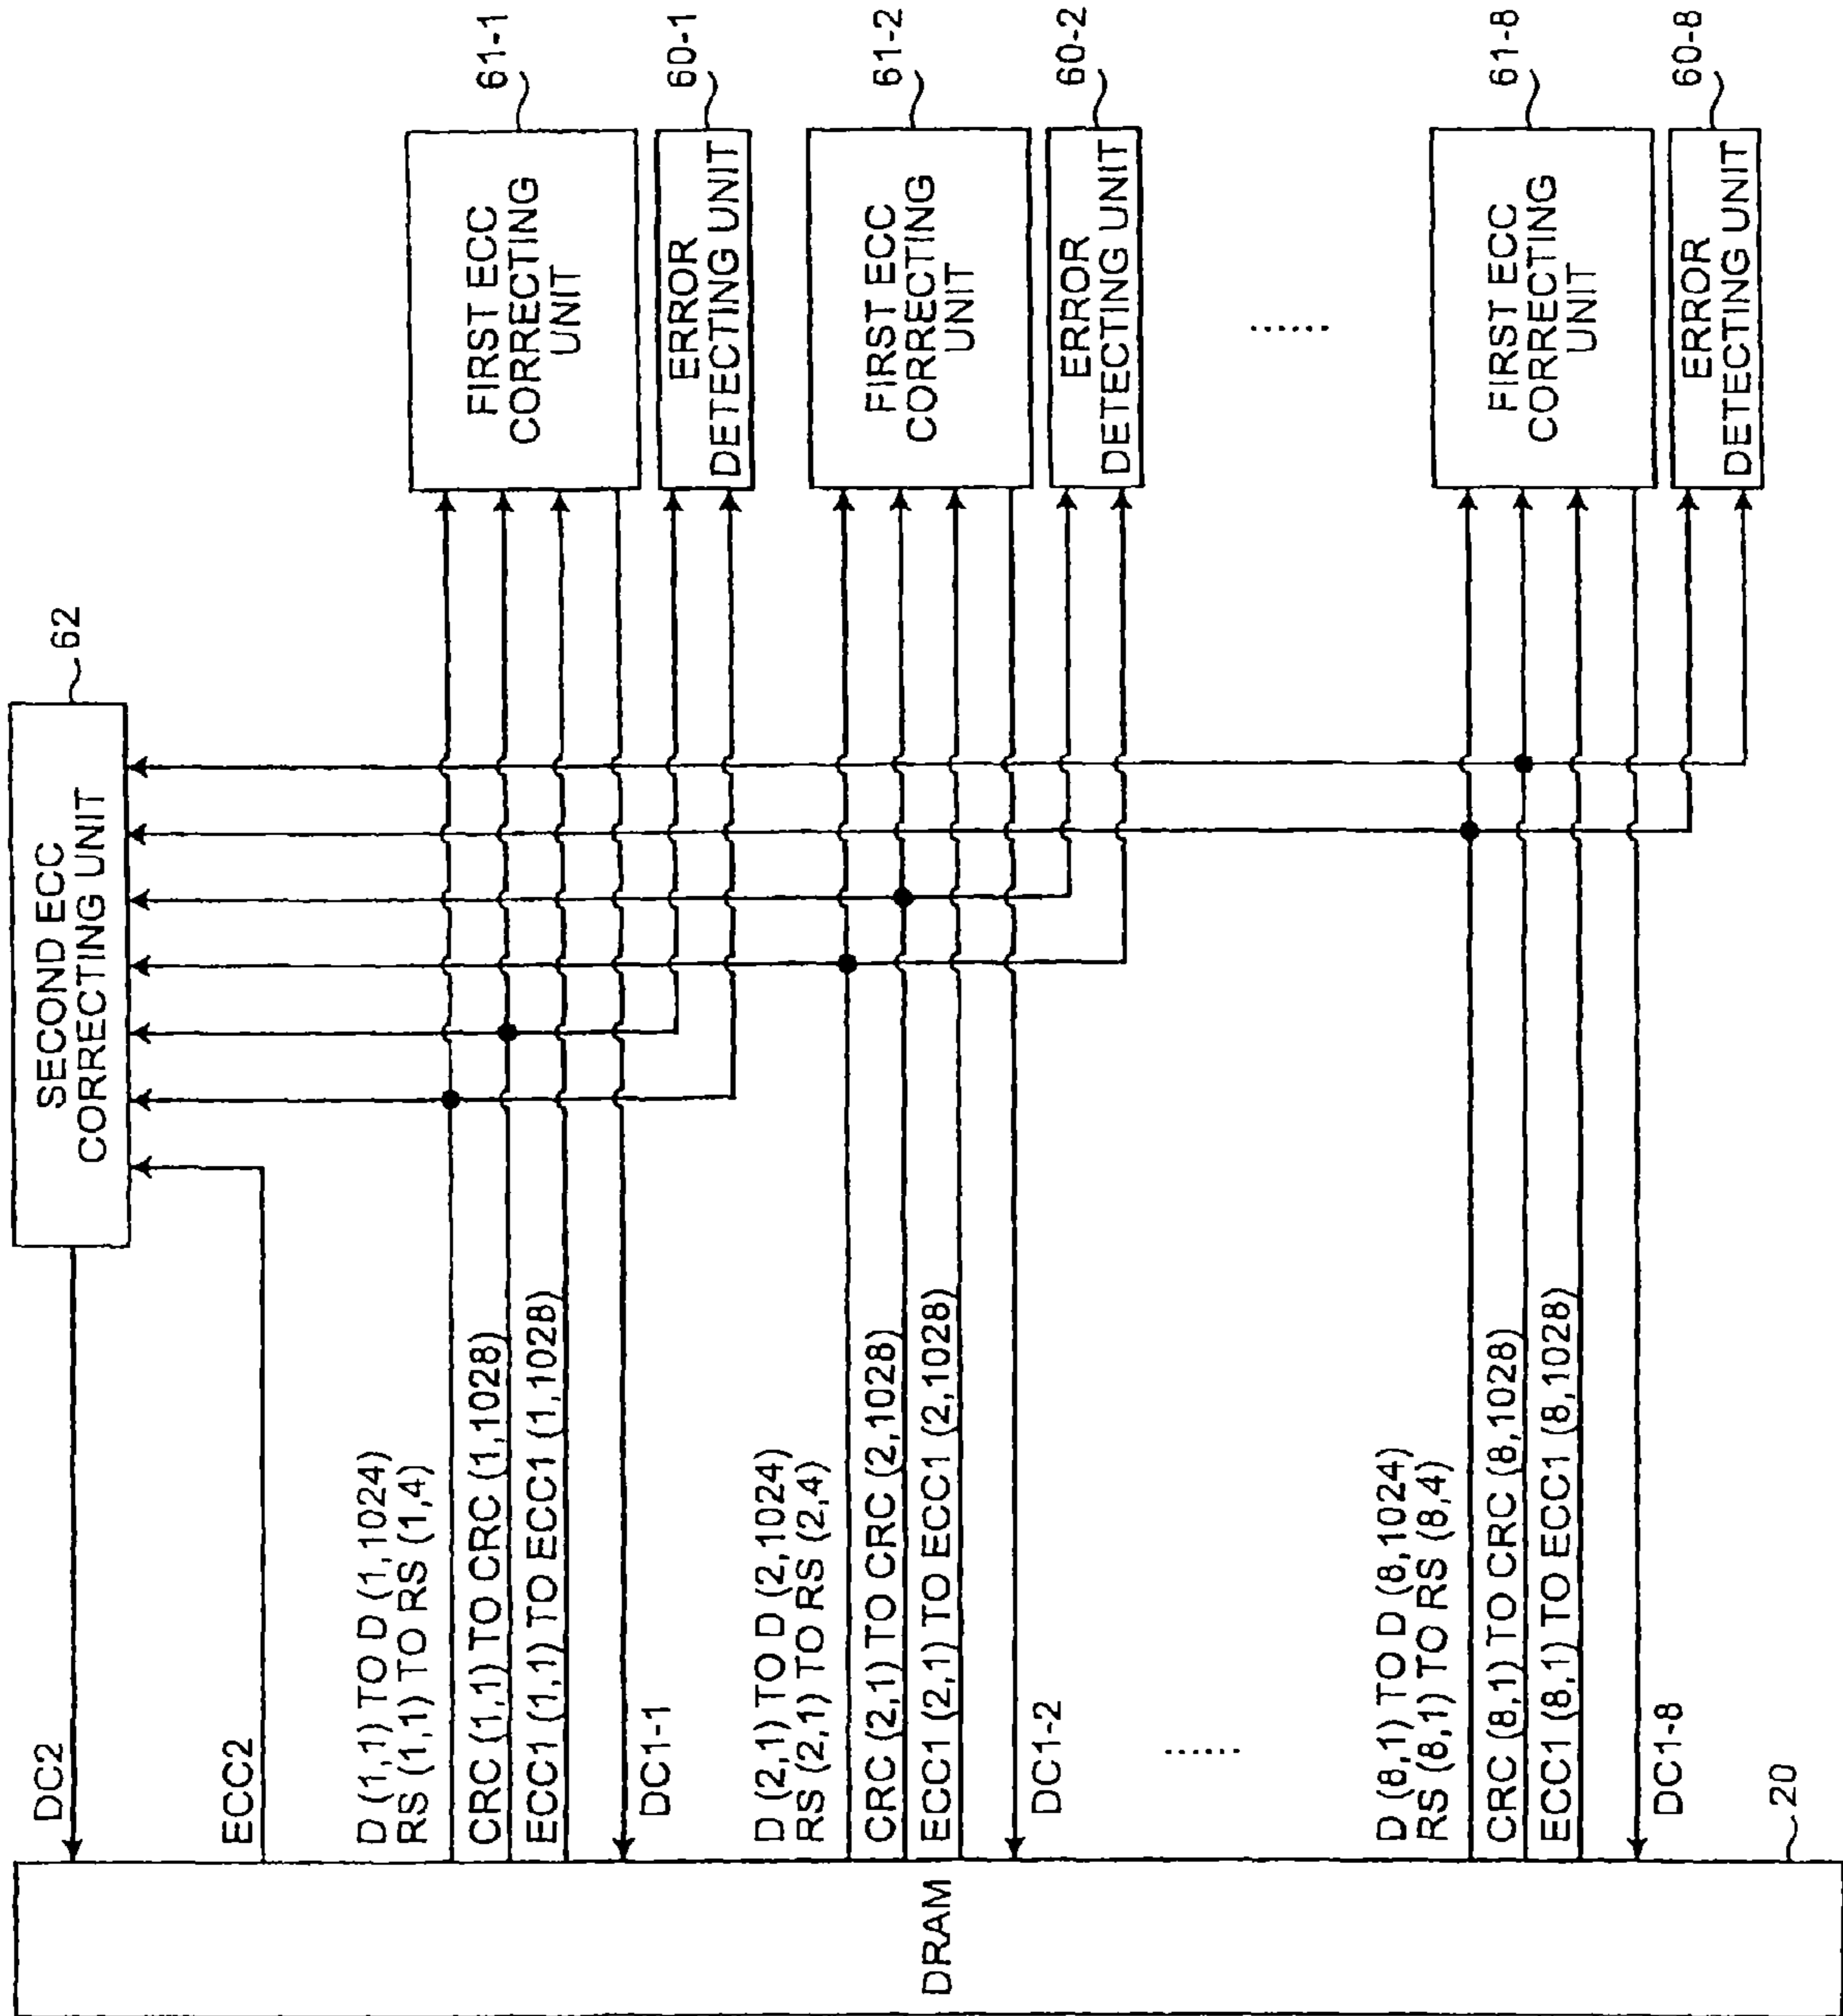 SECOND ECC
CORRECTING UNIT
62
DC2
ECC2
D (1,1) TO D (1,1024)
RS (1,1) TO RS (1,4)
CRC (1,1) TO CRC (1,1028)
ECC1 (1,1) TO ECC1 (1,1028)
DC1-1
FIRST ECC
CORRECTING
UNIT
61-1
ERROR
DETECTING UNIT
60-1
D (2,1) TO D (2,1024)
RS (2,1) TO RS (2,4)
CRC (2,1) TO CRC (2,1028)
ECC1 (2,1) TO ECC1 (2,1028)
DC1-2
FIRST ECC
CORRECTING
UNIT
61-2
ERROR
DETECTING UNIT
60-2
......
......
D (8,1) TO D (8,1024)
RS (8,1) TO RS (8,4)
CRC (8,1) TO CRC (8,1028)
ECC1 (8,1) TO ECC1 (8,1028)
DC1-8
FIRST ECC
CORRECTING
UNIT
61-8
ERROR
DETECTING UNIT
60-8
DRAM
20